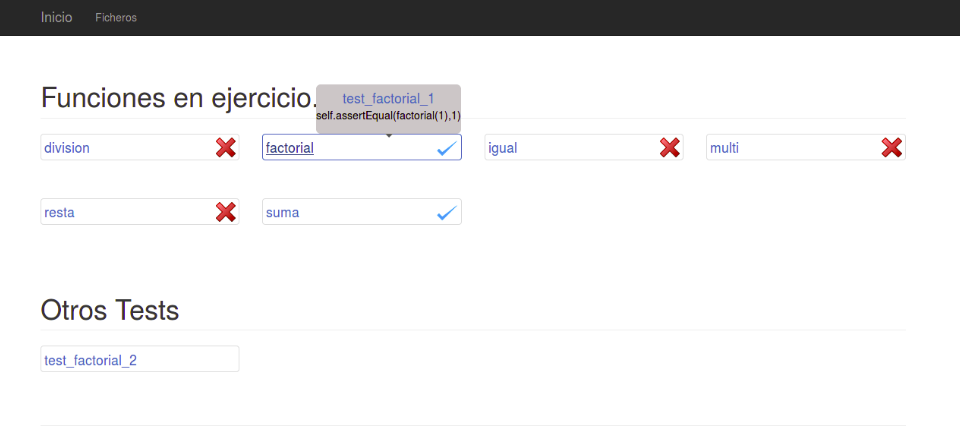 Inicio Ficheros
Funciones en ejercicio.
test_factorial_1
self.assertEqual(factorial(1),1)
division factorial igual multi
resta suma
Otros Tests
test_factorial_2